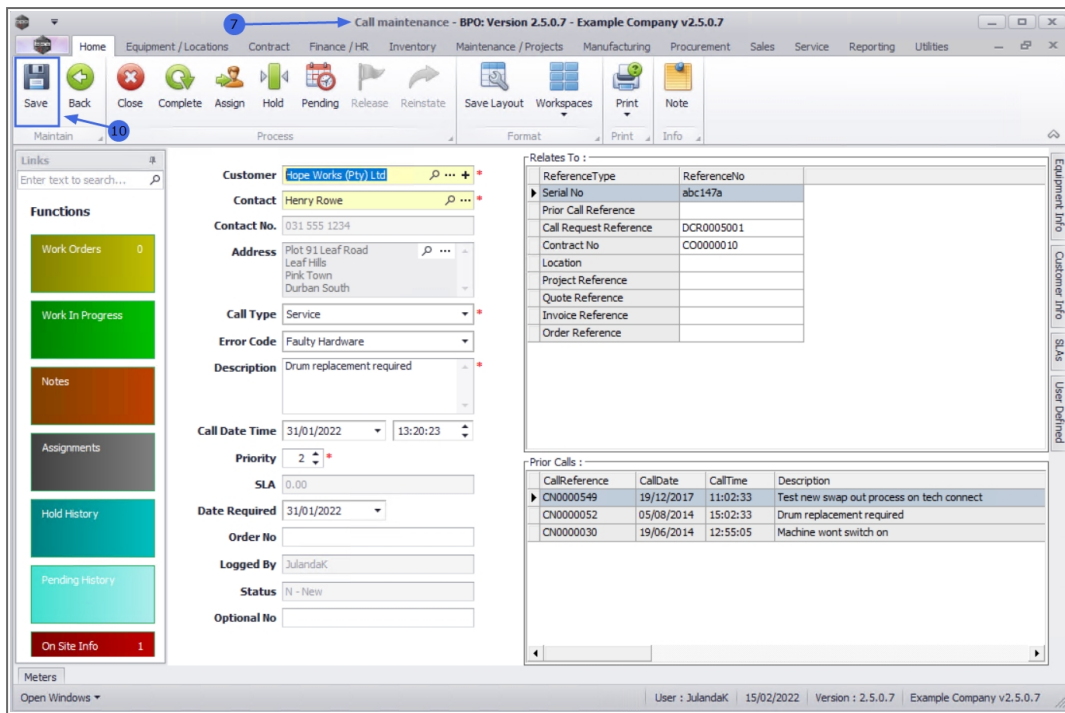 7
Call maintenance - BPO: Version 2.5.0.7 - Example Company v2.5.0.7
Home Equipment / Locations Contract Finance / HR Inventory Maintenance / Projects Manufacturing Procurement Sales Service Reporting Utilities
Save Back Close Complete Assign Hold Pending Release Reinstate Save Layout Workspaces Print Note
10
Maintain Process Format Print Info
Links
Enter text to search...
Functions
Work Orders 0
Work In Progress
Notes
Assignments
Hold History
Pending History
On Site Info 1
Customer Hope Works (Pty) Ltd *
Contact Henry Rowe *
Contact No. 031 555 1234
Address Plot 91 Leaf Road
Leaf Hills
Pink Town
Durban South
Call Type Service *
Error Code Faulty Hardware
Description Drum replacement required *
Call Date Time 31/01/2022 13:20:23
Priority 2 *
SLA 0.00
Date Required 31/01/2022
Order No
Logged By JulandaK
Status N - New
Optional No
Relates To :
ReferenceType ReferenceNo
Serial No abc147a
Prior Call Reference
Call Request Reference DCR0005001
Contract No CO0000010
Location
Project Reference
Quote Reference
Invoice Reference
Order Reference
Prior Calls :
CallReference CallDate CallTime Description
CN0000549 19/12/2017 11:02:33 Test new swap out process on tech connect
CN0000052 05/08/2014 15:02:33 Drum replacement required
CN0000030 19/06/2014 12:55:05 Machine wont switch on
Equipment Info
Customer Info
SLAs
User Defined
Meters
Open Windows User : JulandaK 15/02/2022 Version : 2.5.0.7 Example Company v2.5.0.7